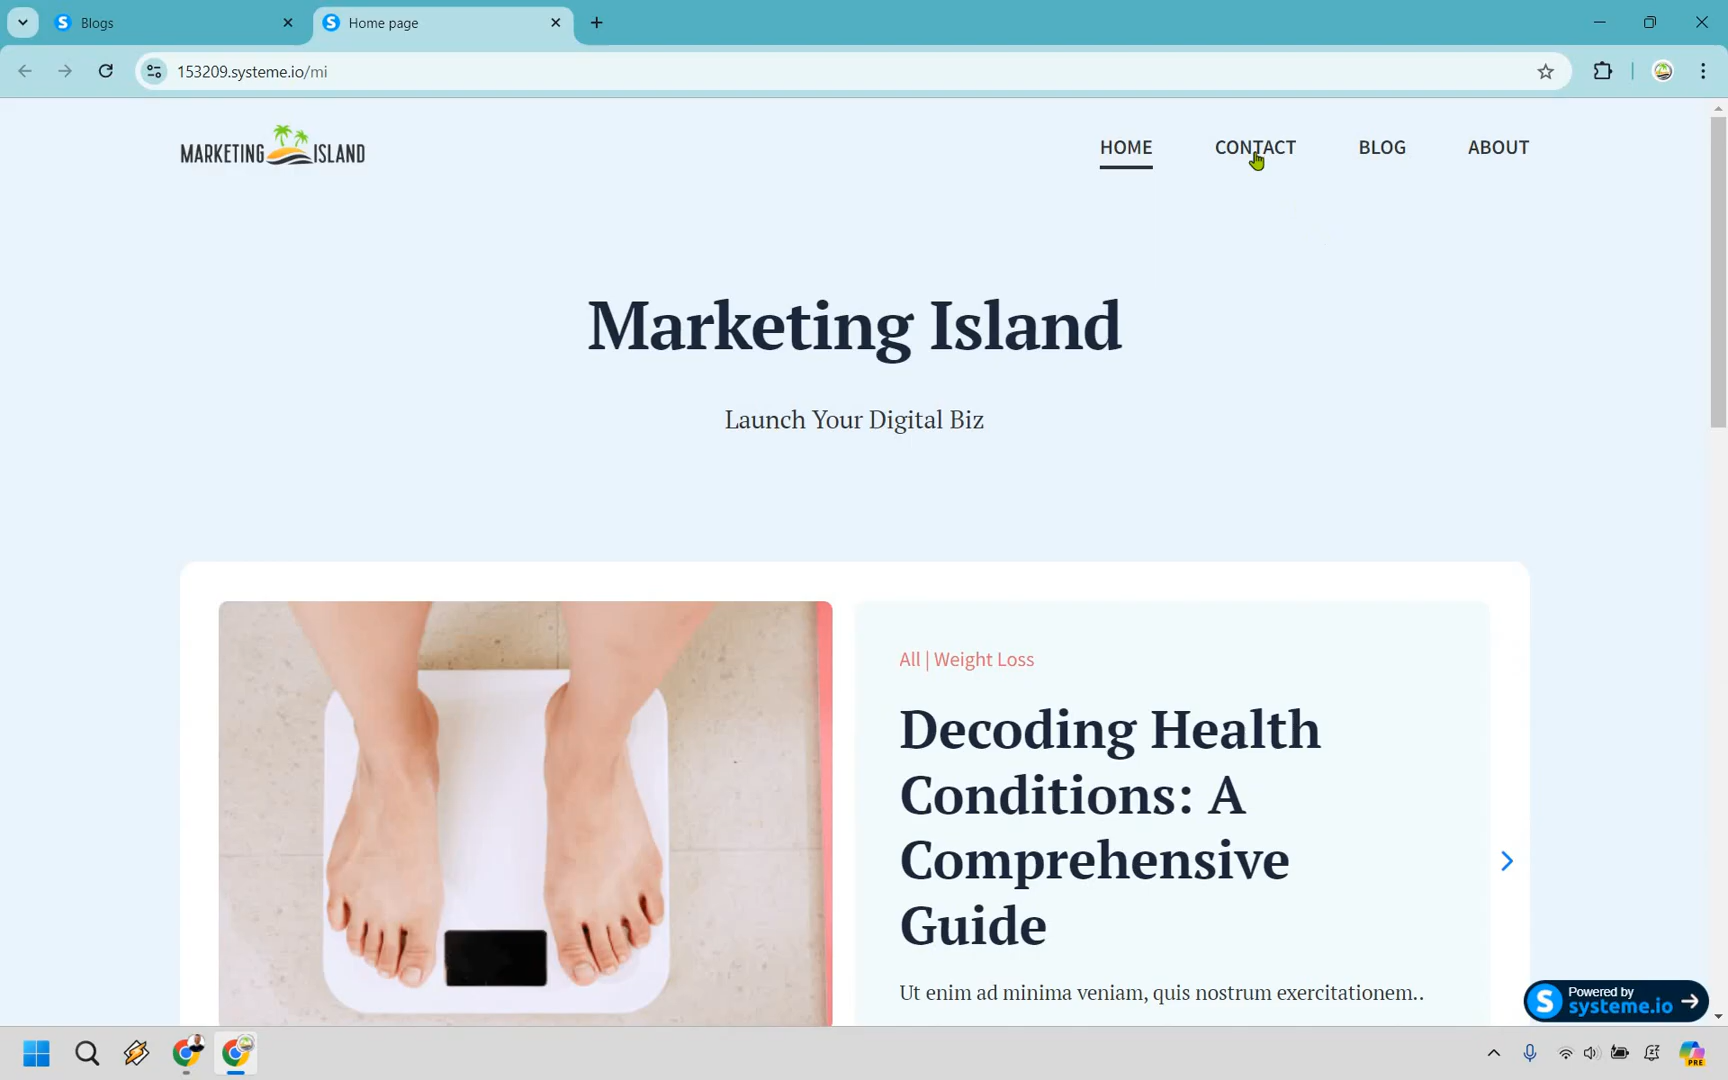 Blogs
Home page
153209.systeme.io/mi
MARKETING ISLAND
HOME
CONTACT
BLOG
ABOUT
Marketing Island
Launch Your Digital Biz
All | Weight Loss
Decoding Health
Conditions: A
Comprehensive
Guide
Ut enim ad minima veniam, quis nostrum exercitationem..
Powered by
systeme.io
PRE